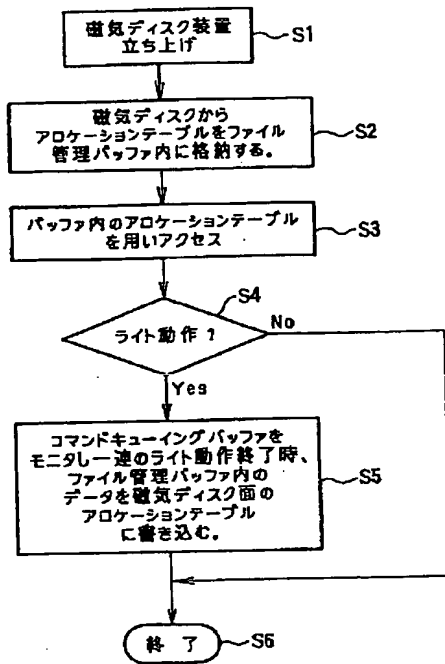 磁気ディスク装置
立ち上げ
S1
磁気ディスクから
アロケーションテーブルをファイル
管理バッファ内に格納する。
S2
バッファ内のアロケーションテーブル
を用いアクセス
S3
S4
ライト動作?
No
Yes
コマンドキューイングバッファを
モニタし一連のライト動作終了時、
ファイル管理バッファ内の
データを磁気ディスク面の
アロケーションテーブル
に書き込む。
S5
終了
S6